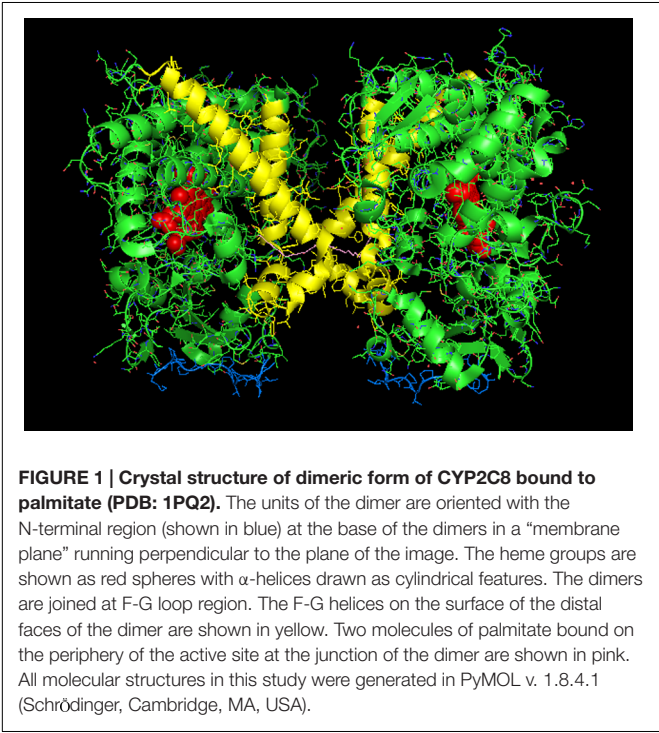 FIGURE 1 | Crystal structure of dimeric form of CYP2C8 bound to
palmitate (PDB: 1PQ2). The units of the dimer are oriented with the
N-terminal region (shown in blue) at the base of the dimers in a “membrane
plane” running perpendicular to the plane of the image. The heme groups are
shown as red spheres with α-helices drawn as cylindrical features. The dimers
are joined at F-G loop region. The F-G helices on the surface of the distal
faces of the dimer are shown in yellow. Two molecules of palmitate bound on
the periphery of the active site at the junction of the dimer are shown in pink.
All molecular structures in this study were generated in PyMOL v. 1.8.4.1
(Schrödinger, Cambridge, MA, USA).